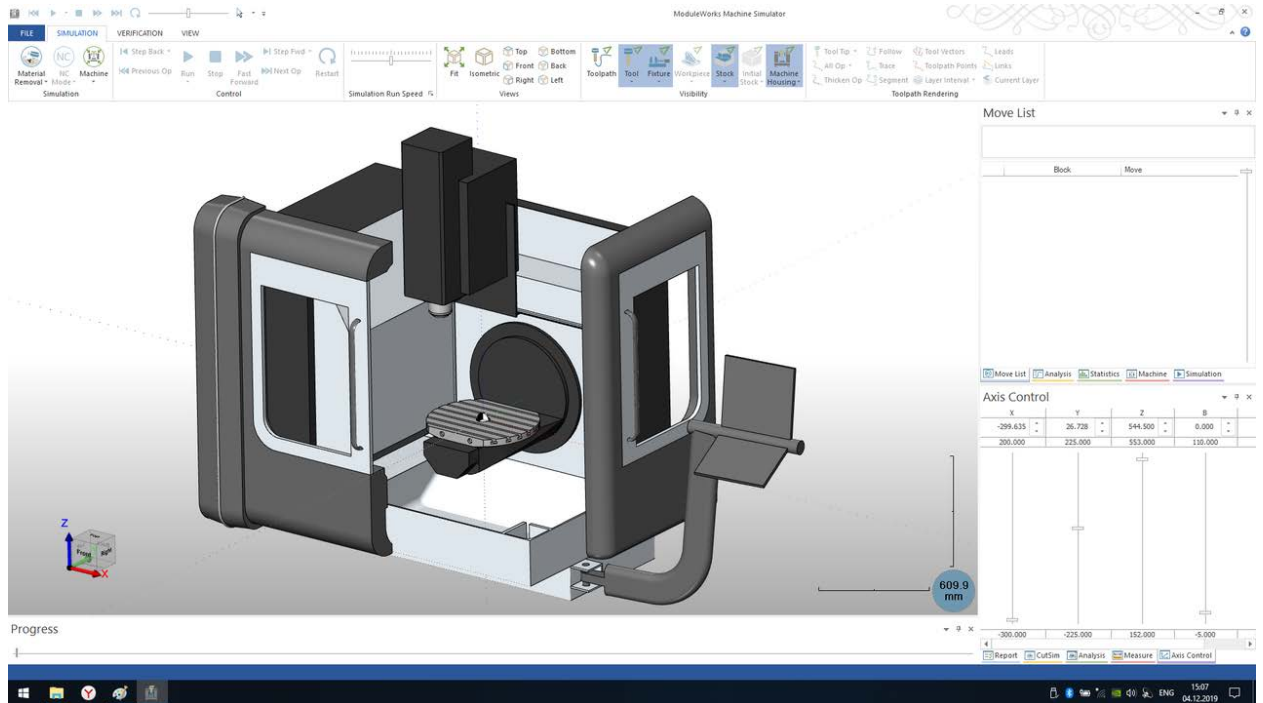 ModuleWorks Machine Simulator
FILE SIMULATION VERIFICATION VIEW
Material Removal
NC Mode
Machine
Simulation
Step Back
Previous Op
Run
Stop
Fast Forward
Step Fwd
Next Op
Restart
Control
Simulation Run Speed
Fit
Isometric
Top
Front
Right
Bottom
Back
Left
Views
Toolpath
Tool
Fixture
Workpiece
Stock
Initial Stock
Machine Housing
Visibility
Tool Tip
All Op
Thicken Op
Follow
Trace
Segment
Tool Vectors
Toolpath Points
Layer Interval
Leads
Links
Current Layer
Toolpath Rendering
Move List
Block Move
Move List Analysis Statistics Machine Simulation
Axis Control
X Y Z B
-299.635 26.728 544.500 0.000
200.000 225.000 553.000 110.000
-300.000 -225.000 152.000 -5.000
Report CutSim Analysis Measure Axis Control
Z
Front
Right
X
609.9
mm
Progress
ENG
15:07
04.12.2019